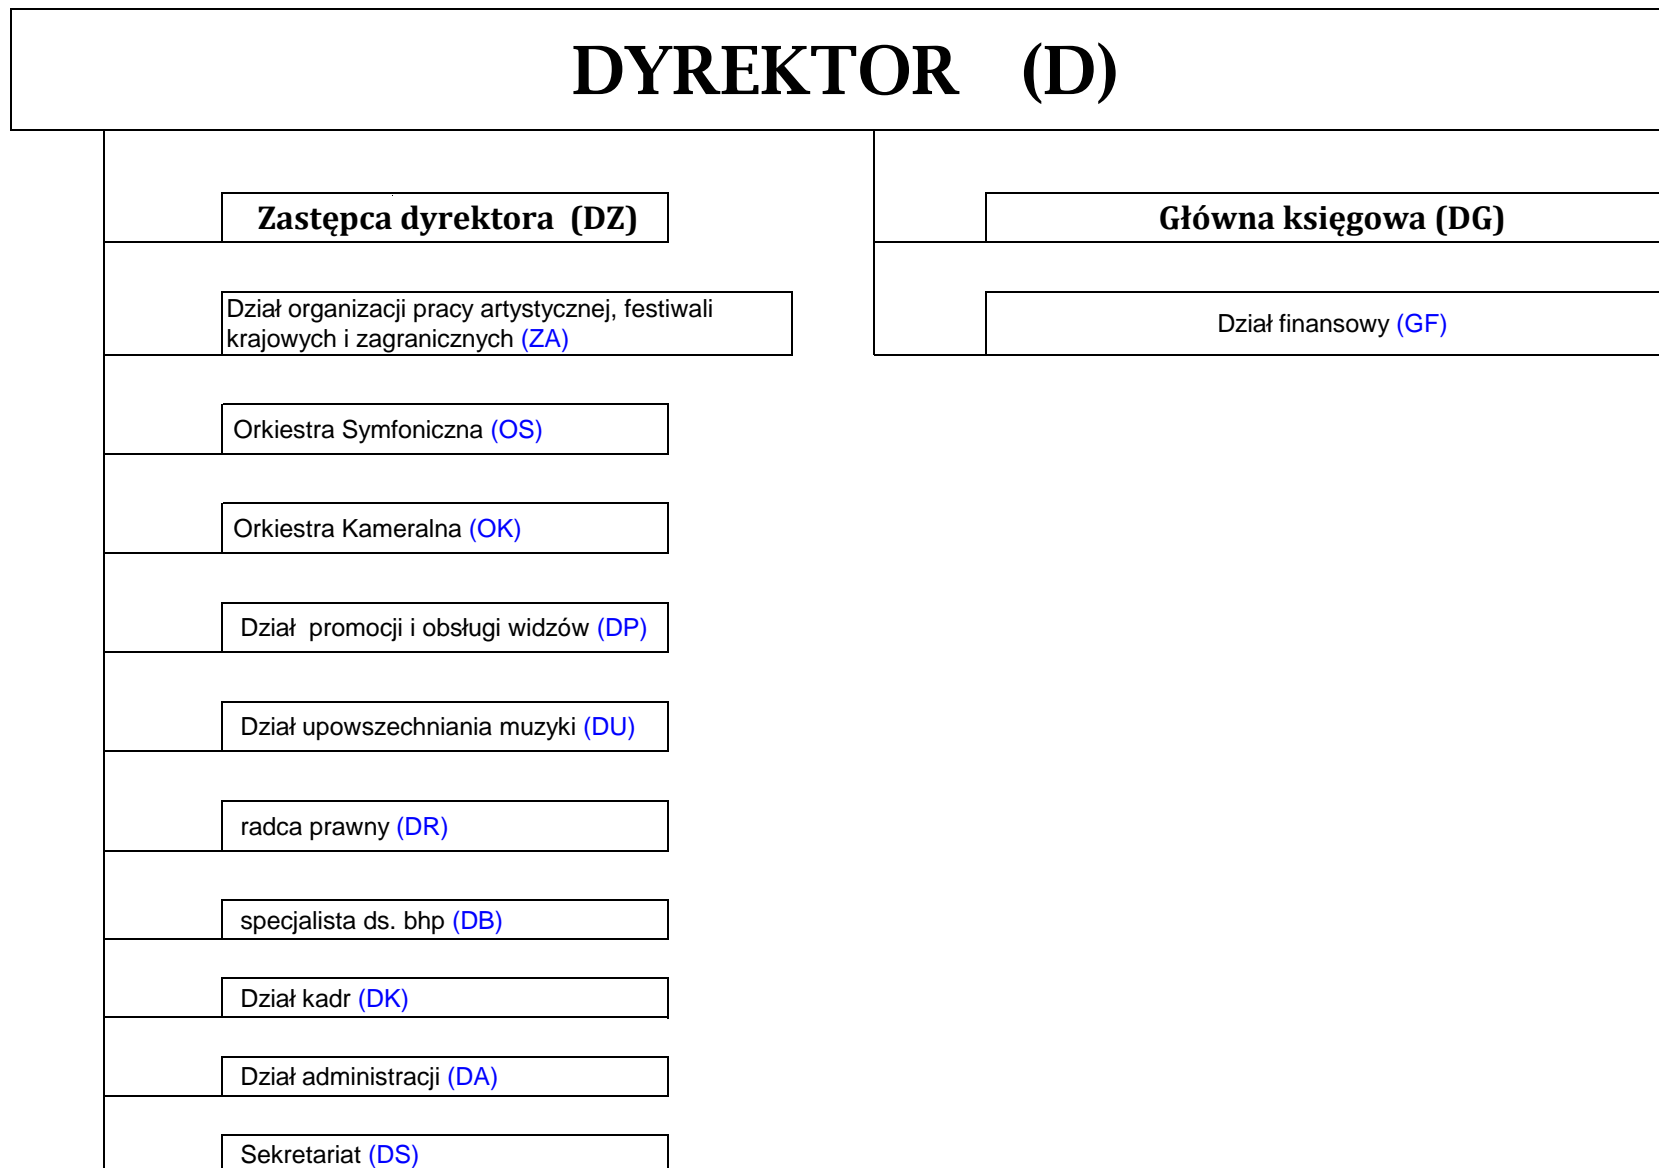 DYREKTOR (D)
Zastępca dyrektora (DZ)
Główna księgowa (DG)
Dział organizacji pracy artystycznej, festiwali
krajowych i zagranicznych (ZA)
Dział finansowy (GF)
Orkiestra Symfoniczna (OS)
Orkiestra Kameralna (OK)
Dział promocji i obsługi widzów (DP)
Dział upowszechniania muzyki (DU)
radca prawny (DR)
specjalista ds. bhp (DB)
Dział kadr (DK)
Dział administracji (DA)
Sekretariat (DS)